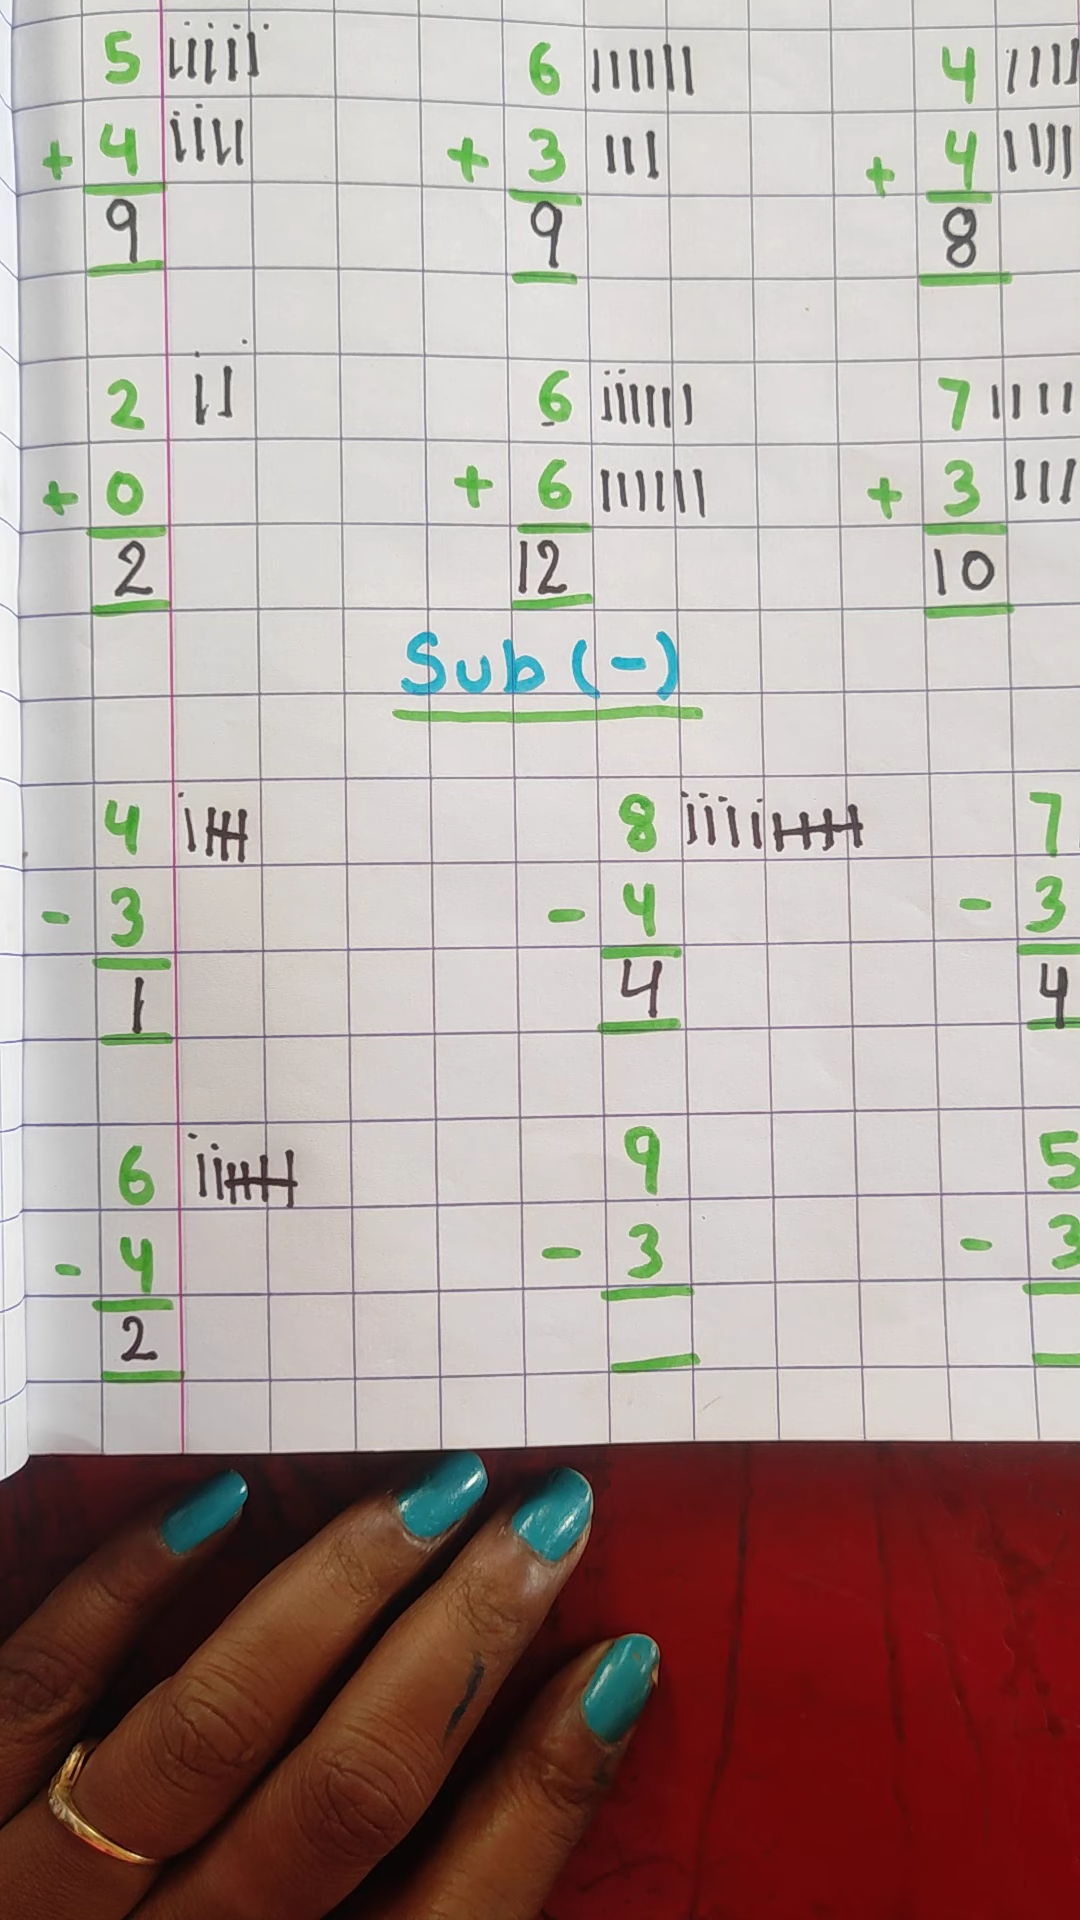 5 6 4
+ 4 + 3 + 4
9 9 8
2 6 7
+ 0 + 6 + 3
2 12 10
Sub (-)
4 8 7
- 3 - 4 - 3
1 4 4
6 9 5
- 4 - 3 - 3
2